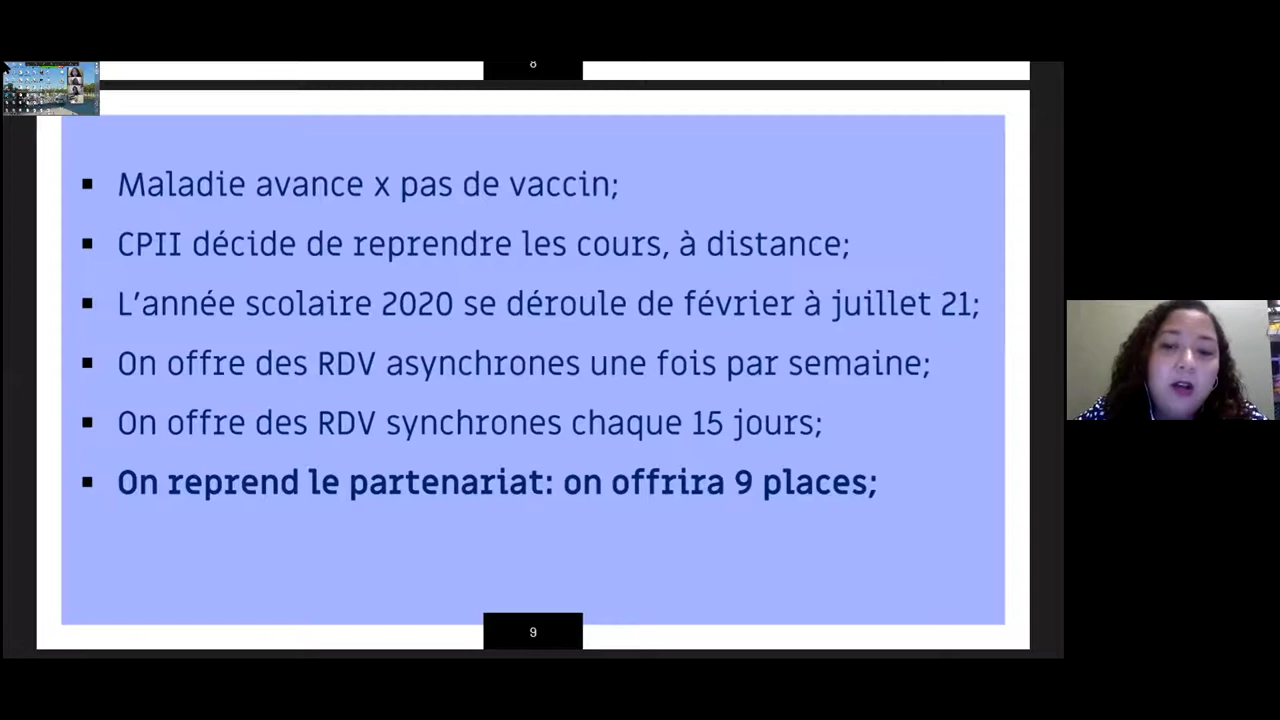 8
Maladie avance x pas de vaccin;
CPII décide de reprendre les cours, à distance;
L'année scolaire 2020 se déroule de février à juillet 21;
On offre des RDV asynchrones une fois par semaine;
On offre des RDV synchrones chaque 15 jours;
On reprend le partenariat: on offrira 9 places;
9